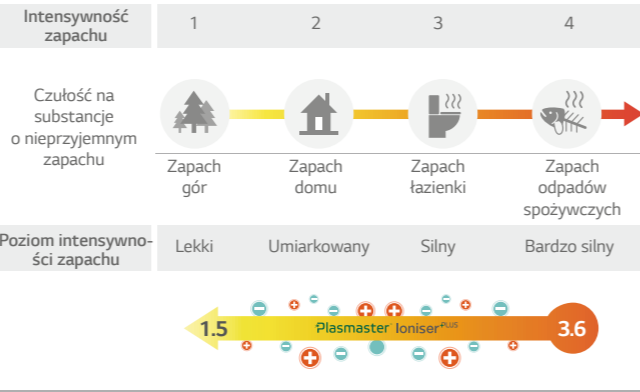 Intensywność
zapachu
1 2 3 4
Czułość na
substancje
o nieprzyjemnym
zapachu
Zapach
gór
Zapach
domu
Zapach
łazienki
Zapach
odpadów
spożywczych
Poziom intensywno-
ści zapachu
Lekki Umiarkowany Silny Bardzo silny
1.5 Plasmaster Ioniser PLUS 3.6